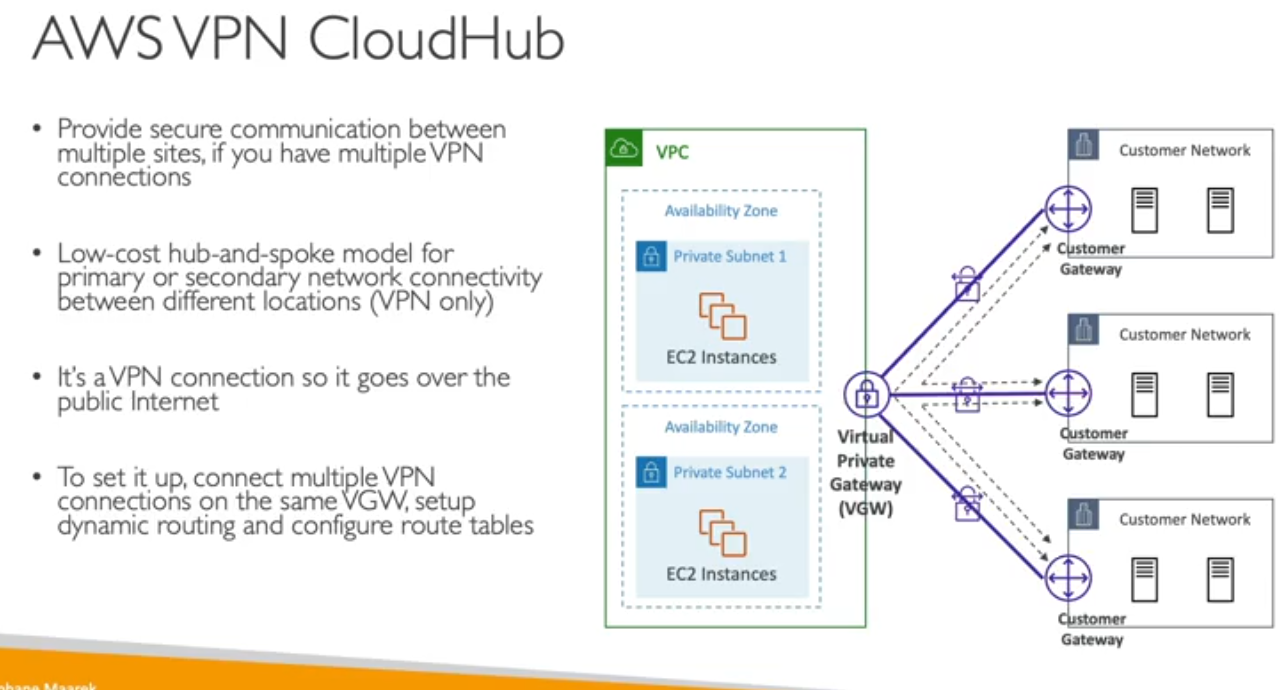 AWS VPN CloudHub
• Provide secure communication between
multiple sites, if you have multiple VPN
connections
• Low-cost hub-and-spoke model for
primary or secondary network connectivity
between different locations (VPN only)
• It's a VPN connection so it goes over the
public Internet
• To set it up, connect multiple VPN
connections on the same VGW, setup
dynamic routing and configure route tables
VPC
Availability Zone
Private Subnet 1
EC2 Instances
Availability Zone
Private Subnet 2
EC2 Instances
Virtual
Private
Gateway
(VGW)
Customer Network
Customer
Gateway
Customer Network
Customer
Gateway
Customer Network
Customer
Gateway
Maarek